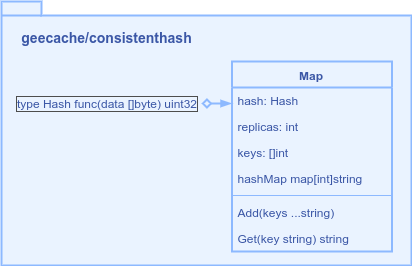 geecache/consistenthash
Map
type Hash func(data []byte) uint32
hash: Hash
replicas: int
keys: []int
hashMap map[int]string
Add(keys ...string)
Get(key string) string